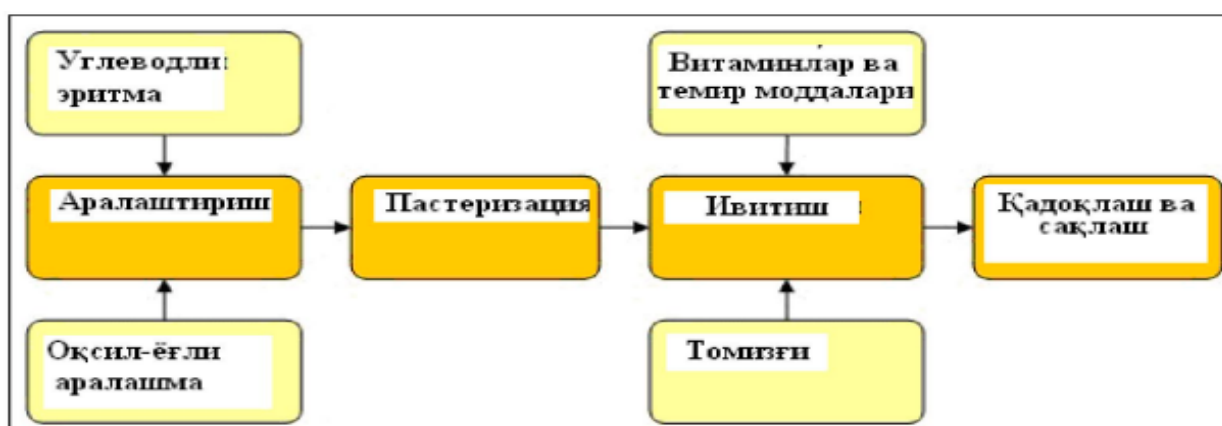 Углеводли
эритма
Витаминлар ва
темир моддалари
Аралаштириш
Пастеризация
Ивитиш
Қадоқлаш ва
сақлаш
Оқсил-ёғли
аралашма
Томизғи